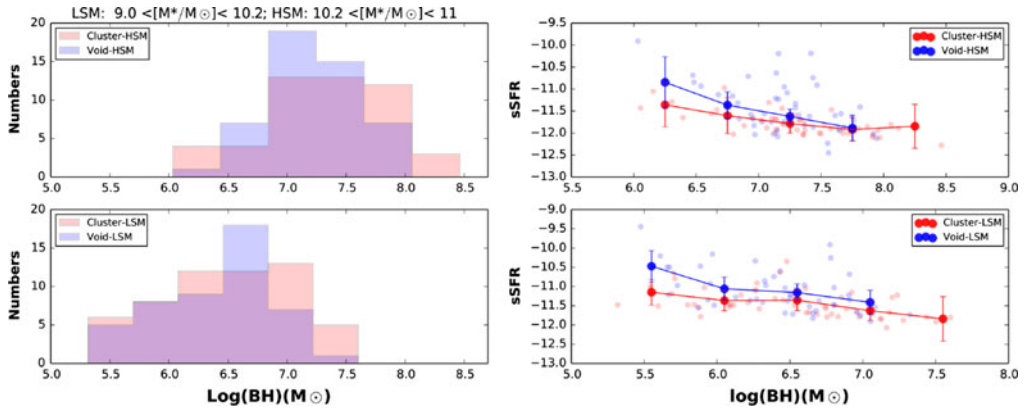 LSM: 9.0 <[M*/M⊙]< 10.2; HSM: 10.2 <[M*/M⊙]< 11
20
15
10
5
0
Numbers
Cluster-HSM
Void-HSM
5.0 5.5 6.0 6.5 7.0 7.5 8.0 8.5
−9.5
−10.0
−10.5
−11.0
−11.5
−12.0
−12.5
−13.0
sSFR
Cluster-HSM
Void-HSM
5.5 6.0 6.5 7.0 7.5 8.0 8.5 9.0
20
15
10
5
0
Numbers
Cluster-LSM
Void-LSM
5.0 5.5 6.0 6.5 7.0 7.5 8.0 8.5
Log(BH)(M⊙)
−9.0
−9.5
−10.0
−10.5
−11.0
−11.5
−12.0
−12.5
−13.0
sSFR
Cluster-LSM
Void-LSM
5.0 5.5 6.0 6.5 7.0 7.5 8.0
log(BH)(M⊙)